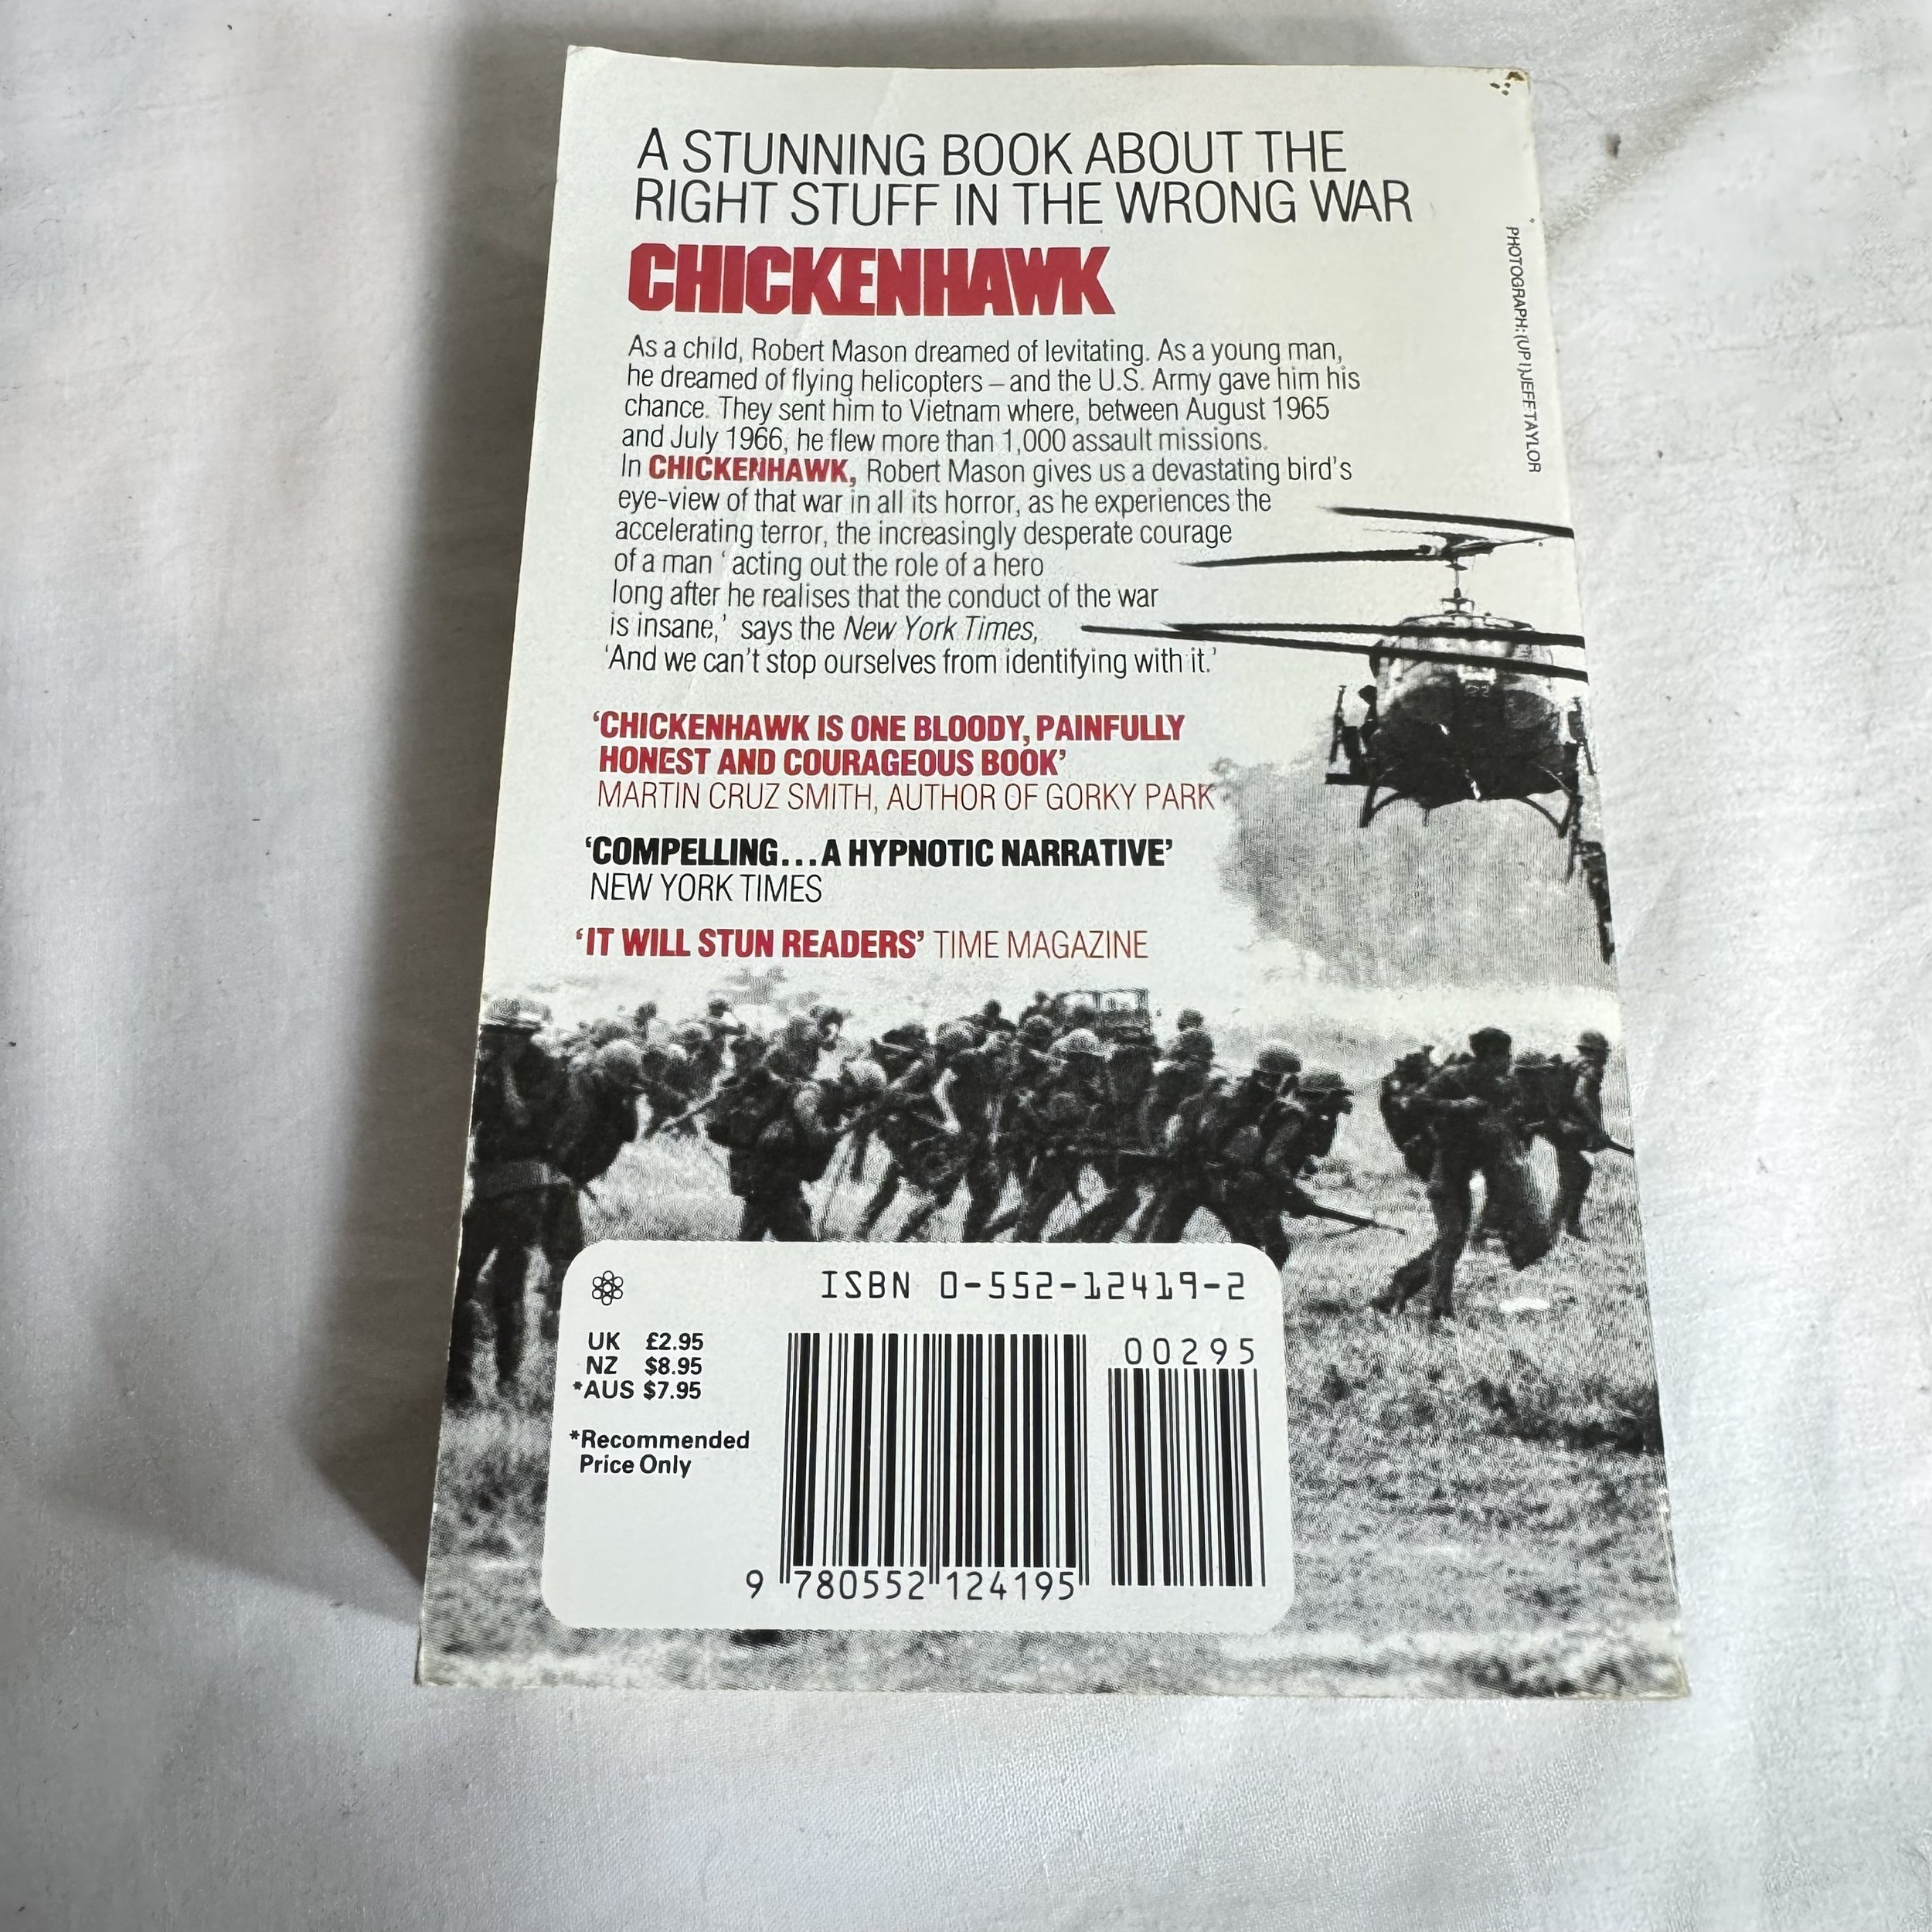 A STUNNING BOOK ABOUT THE
RIGHT STUFF IN THE WRONG WAR
CHICKENHAWK
As a child, Robert Mason dreamed of levitating. As a young man,
he dreamed of flying helicopters – and the U.S. Army gave him his
chance. They sent him to Vietnam where, between August 1965
and July 1966, he flew more than 1,000 assault missions.
In CHICKENHAWK, Robert Mason gives us a devastating bird's
eye-view of that war in all its horror, as he experiences the
accelerating terror, the increasingly desperate courage
of a man ‘acting out the role of a hero
long after he realises that the conduct of the war
is insane,’ says the New York Times,
‘And we can't stop ourselves from identifying with it.’
‘CHICKENHAWK IS ONE BLOODY, PAINFULLY
HONEST AND COURAGEOUS BOOK’
MARTIN CRUZ SMITH, AUTHOR OF GORKY PARK
‘COMPELLING...A HYPNOTIC NARRATIVE’
NEW YORK TIMES
‘IT WILL STUN READERS’ TIME MAGAZINE
PHOTOGRAPH: (UPI) JEFF TAYLOR
ISBN 0-552-12419-2
UK £2.95
NZ $8.95
*AUS $7.95
*Recommended
Price Only
00295
9 780552 124195